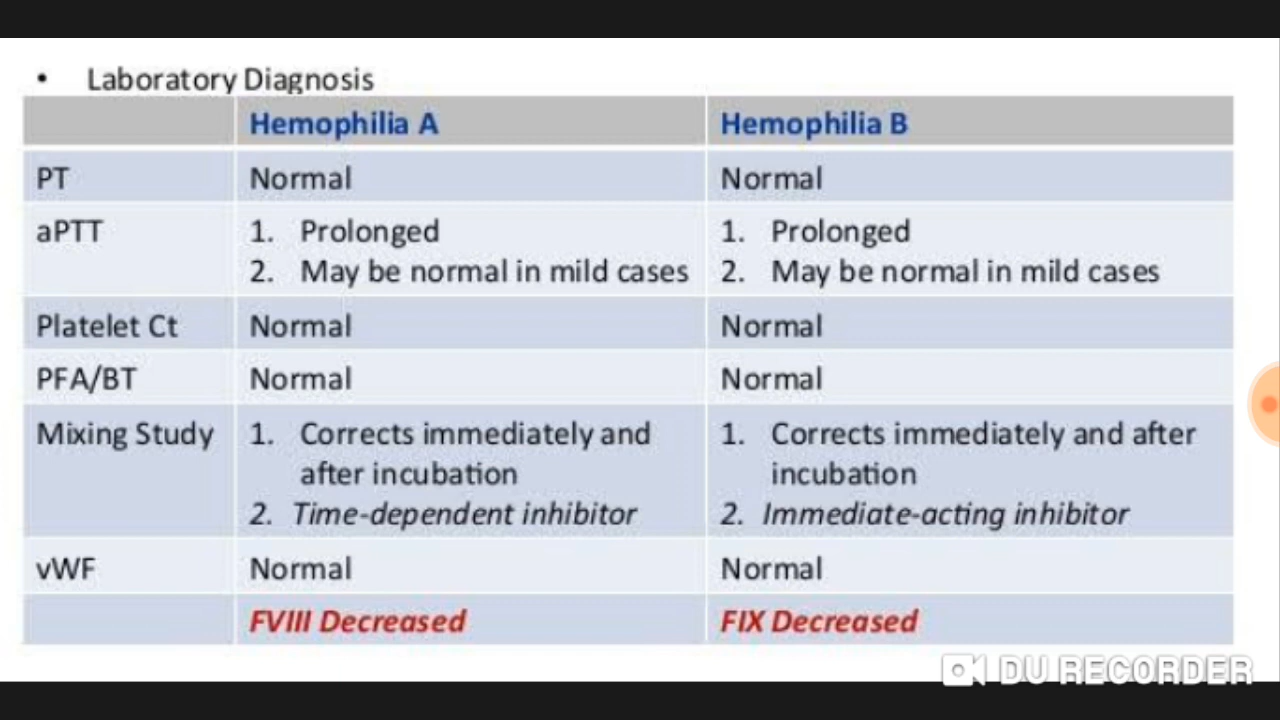 • Laboratory Diagnosis
Hemophilia A Hemophilia B
PT Normal Normal
aPTT 1. Prolonged 1. Prolonged
2. May be normal in mild cases 2. May be normal in mild cases
Platelet Ct Normal Normal
PFA/BT Normal Normal
Mixing Study 1. Corrects immediately and 1. Corrects immediately and after
after incubation incubation
2. Time-dependent inhibitor 2. Immediate-acting inhibitor
vWF Normal Normal
FVIII Decreased FIX Decreased
DU RECORDER